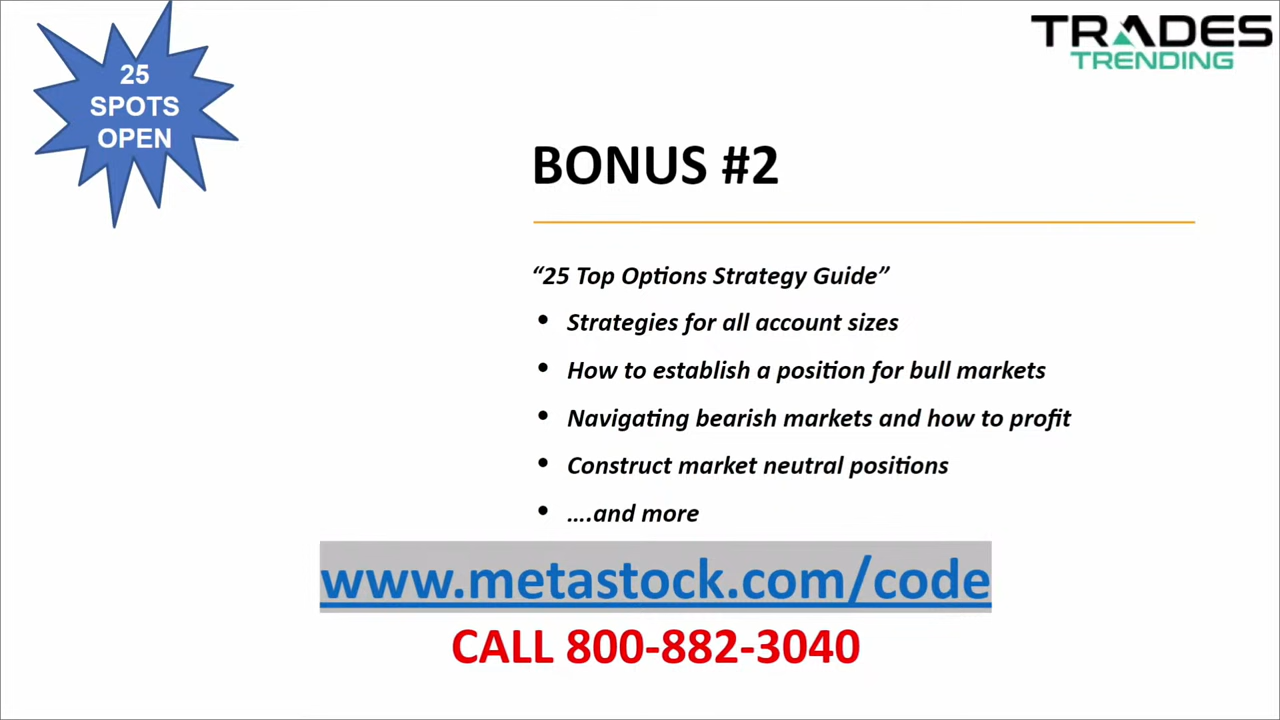 25
SPOTS
OPEN
TRADES
TRENDING
BONUS #2
“25 Top Options Strategy Guide”
• Strategies for all account sizes
• How to establish a position for bull markets
• Navigating bearish markets and how to profit
• Construct market neutral positions
• ....and more
www.metastock.com/code
CALL 800-882-3040